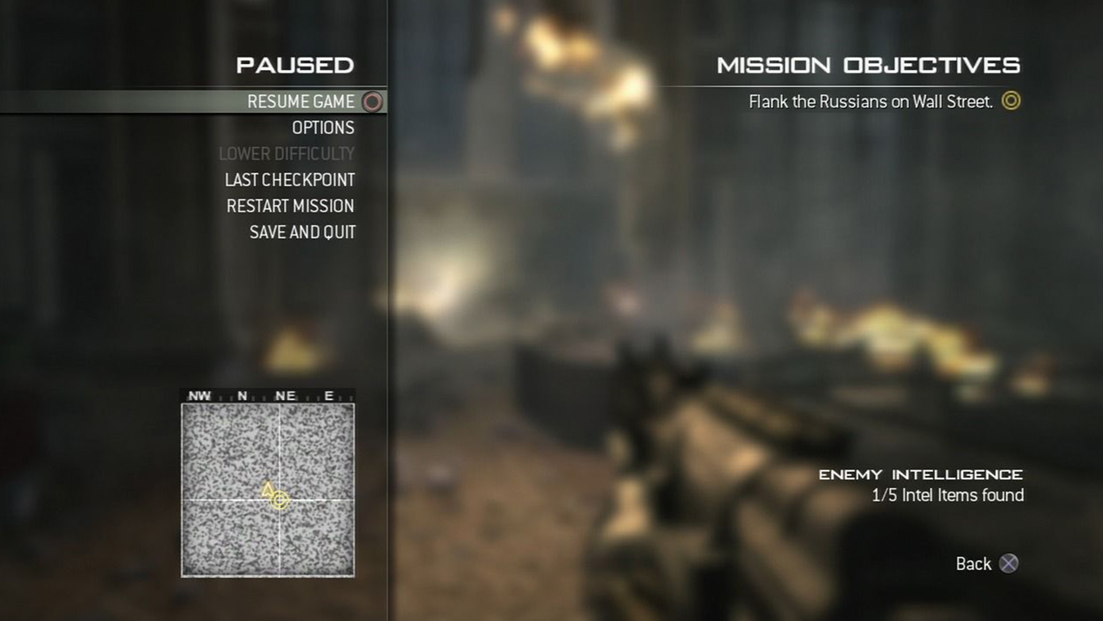 PAUSED
RESUME GAME
OPTIONS
LOWER DIFFICULTY
LAST CHECKPOINT
RESTART MISSION
SAVE AND QUIT
NW N NE E
MISSION OBJECTIVES
Flank the Russians on Wall Street.
ENEMY INTELLIGENCE
1/5 Intel Items found
Back